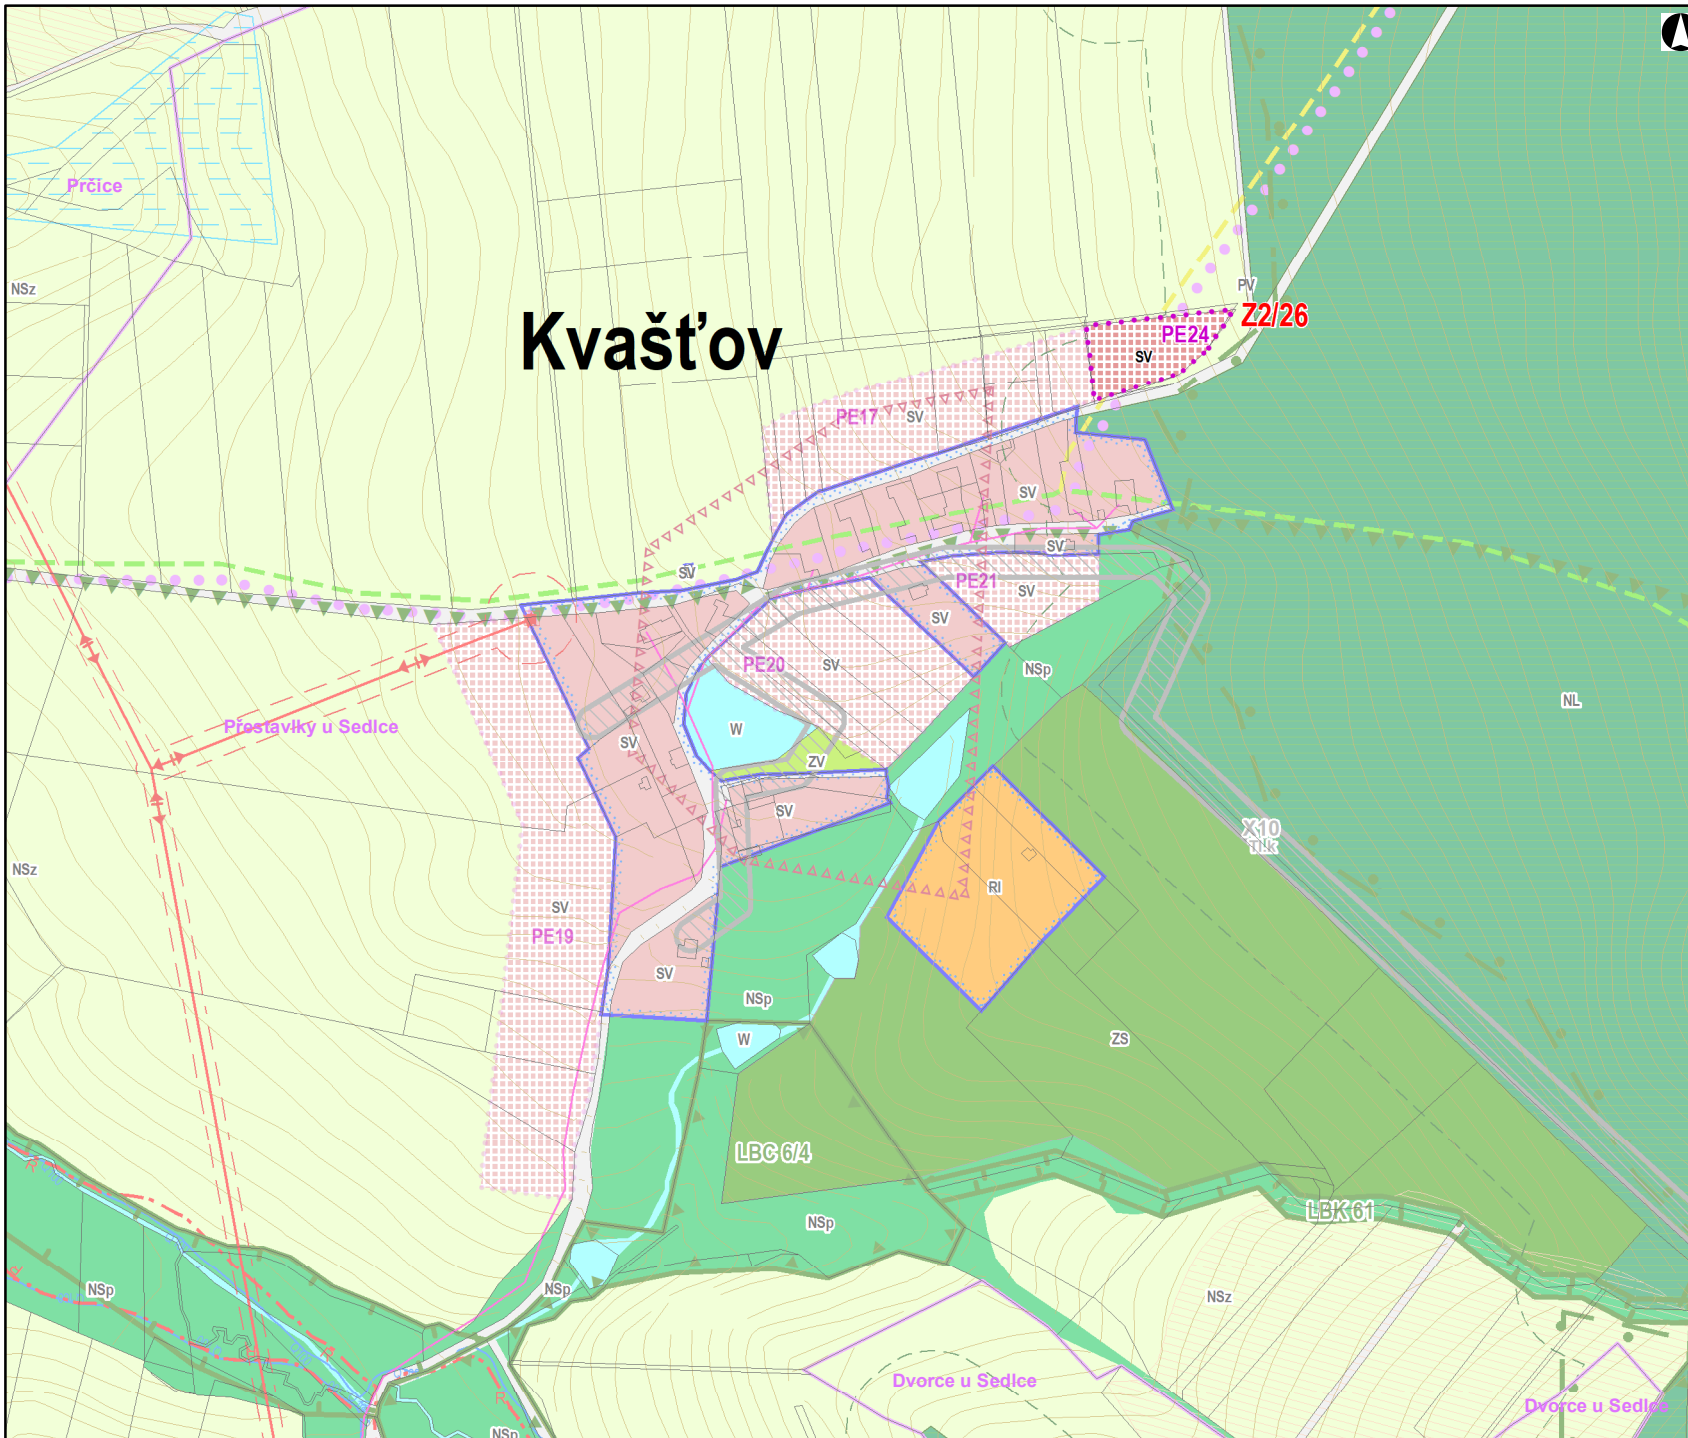 Prčice
NSz
PV
Z2/26
Kvašťov
PE24
SV
PE17
SV
SV
SV
SV
PE21
SV
SV
PE20
SV
NSp
NL
Přestavlky u Sedlce
SV
W
ZV
SV
X10
TI.k
NSz
RI
SV
PE19
SV
NSp
W
ZS
LBC 6/4
R
LBK 61
NSp
NSp
NSp
NSz
R
Dvorce u Sedlce
R
Dvorce u Sedlce
NSp